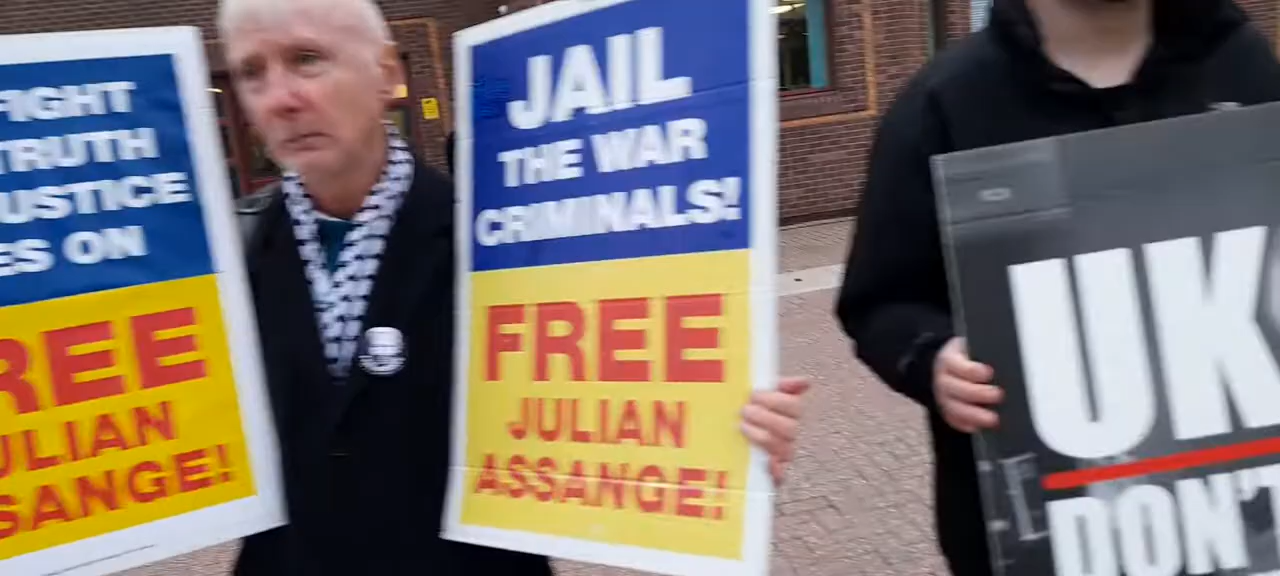 FIGHT
TRUTH
USTICE
ES ON
REE
ULIAN
SANGE!
JAIL
THE WAR
CRIMINALS!
FREE
JULIAN
ASSANGE!
UK
DON'T